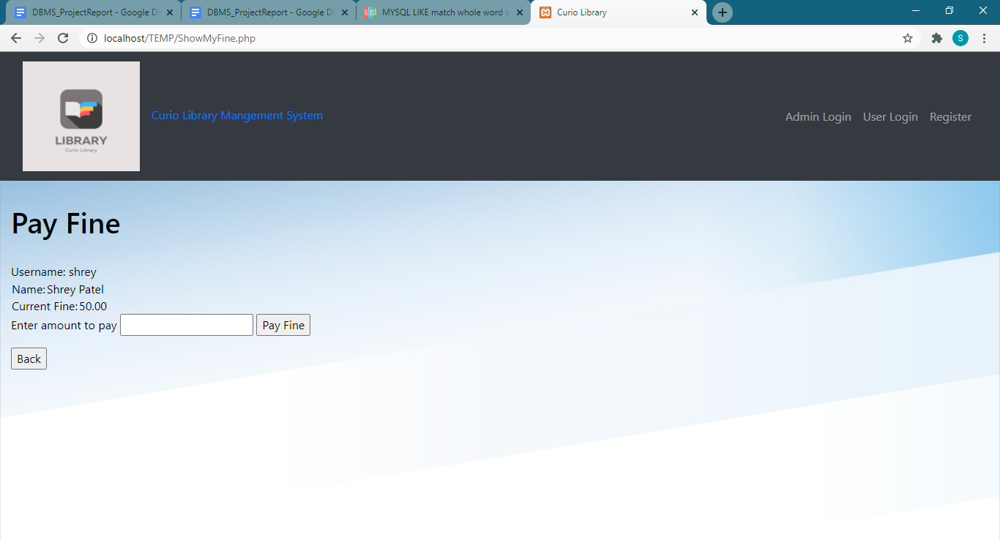 DBMS_ProjectReport - Google Do
DBMS_ProjectReport - Google Do
MYSQL LIKE match whole word o
Curio Library
localhost/TEMP/ShowMyFine.php
S
LIBRARY
Curio Library
Curio Library Mangement System
Admin Login
User Login
Register
Pay Fine
Username: shrey
Name: Shrey Patel
Current Fine: 50.00
Enter amount to pay
Pay Fine
Back